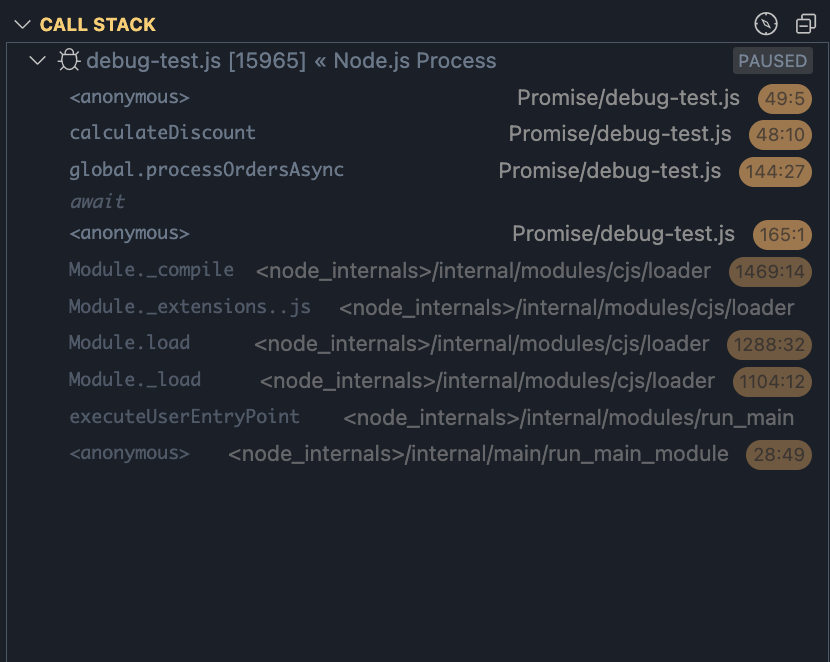 CALL STACK
debug-test.js [15965] « Node.js Process PAUSED
<anonymous> Promise/debug-test.js 49:5
calculateDiscount Promise/debug-test.js 48:10
global.processOrdersAsync Promise/debug-test.js 144:27
await
<anonymous> Promise/debug-test.js 165:1
Module._compile <node_internals>/internal/modules/cjs/loader 1469:14
Module._extensions..js <node_internals>/internal/modules/cjs/loader
Module.load <node_internals>/internal/modules/cjs/loader 1288:32
Module._load <node_internals>/internal/modules/cjs/loader 1104:12
executeUserEntryPoint <node_internals>/internal/modules/run_main
<anonymous> <node_internals>/internal/main/run_main_module 28:49